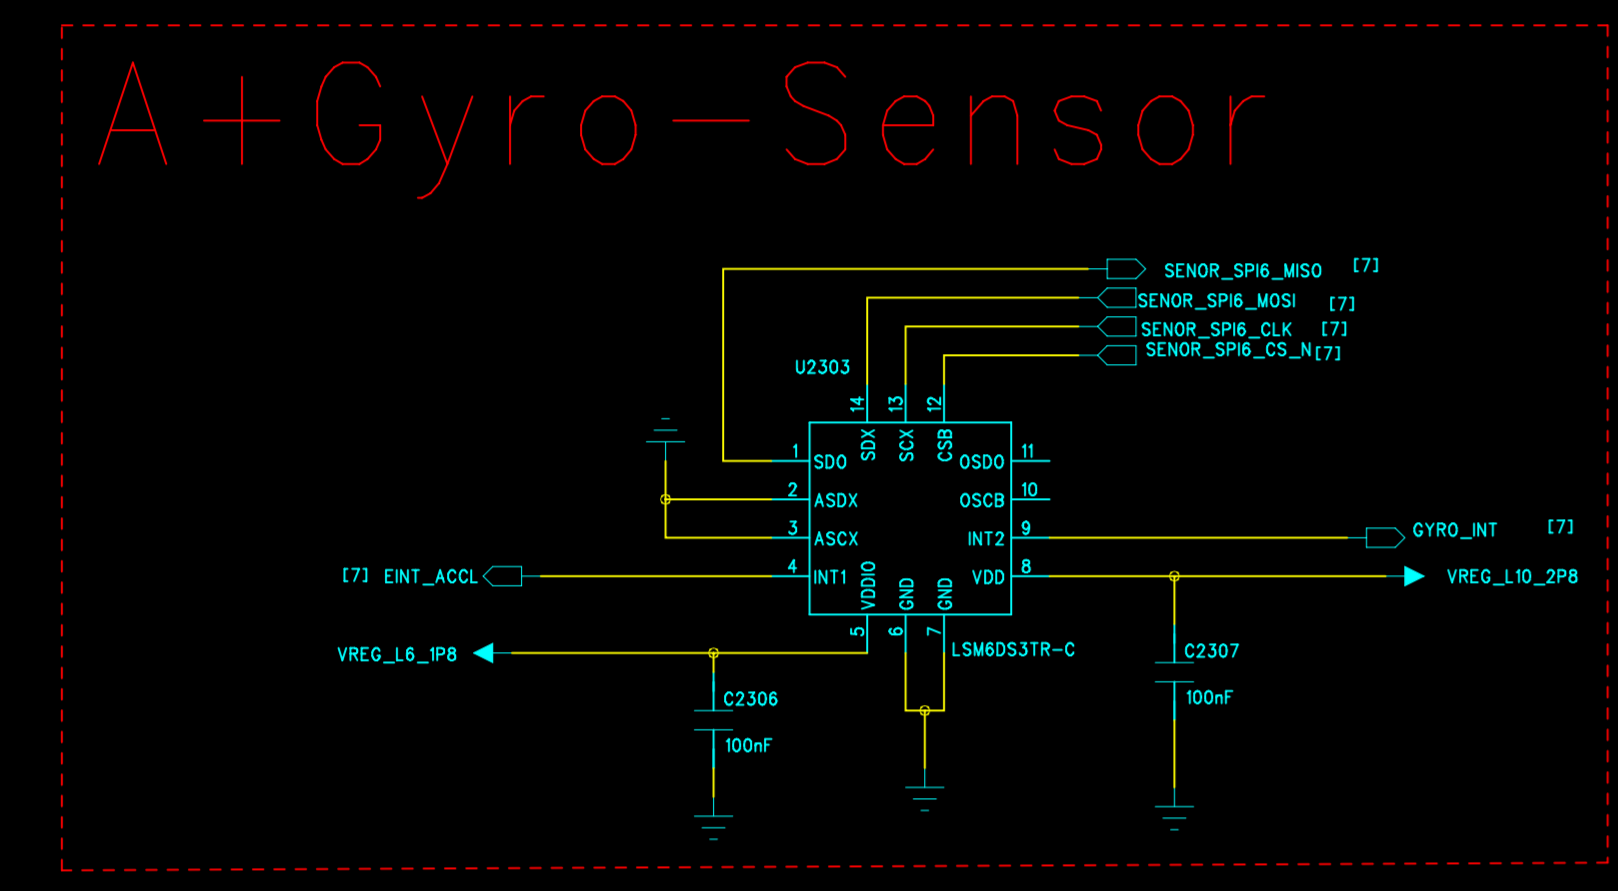 A+Gyro-Sensor
SENOR_SPI6_MISO [7]
SENOR_SPI6_MOSI [7]
SENOR_SPI6_CLK [7]
SENOR_SPI6_CS_N [7]
U2303
14 13 12
SDX SCX CSB
1 SDO OSDO 11
2 ASDX OSCB 10
3 ASCX INT2 9 GYRO_INT [7]
[7] EINT_ACCL 4 INT1 VDD 8 VREG_L10_2P8
VDDIO GND GND
5 6 7
LSM6DS3TR-C
VREG_L6_1P8
C2307
100nF
C2306
100nF